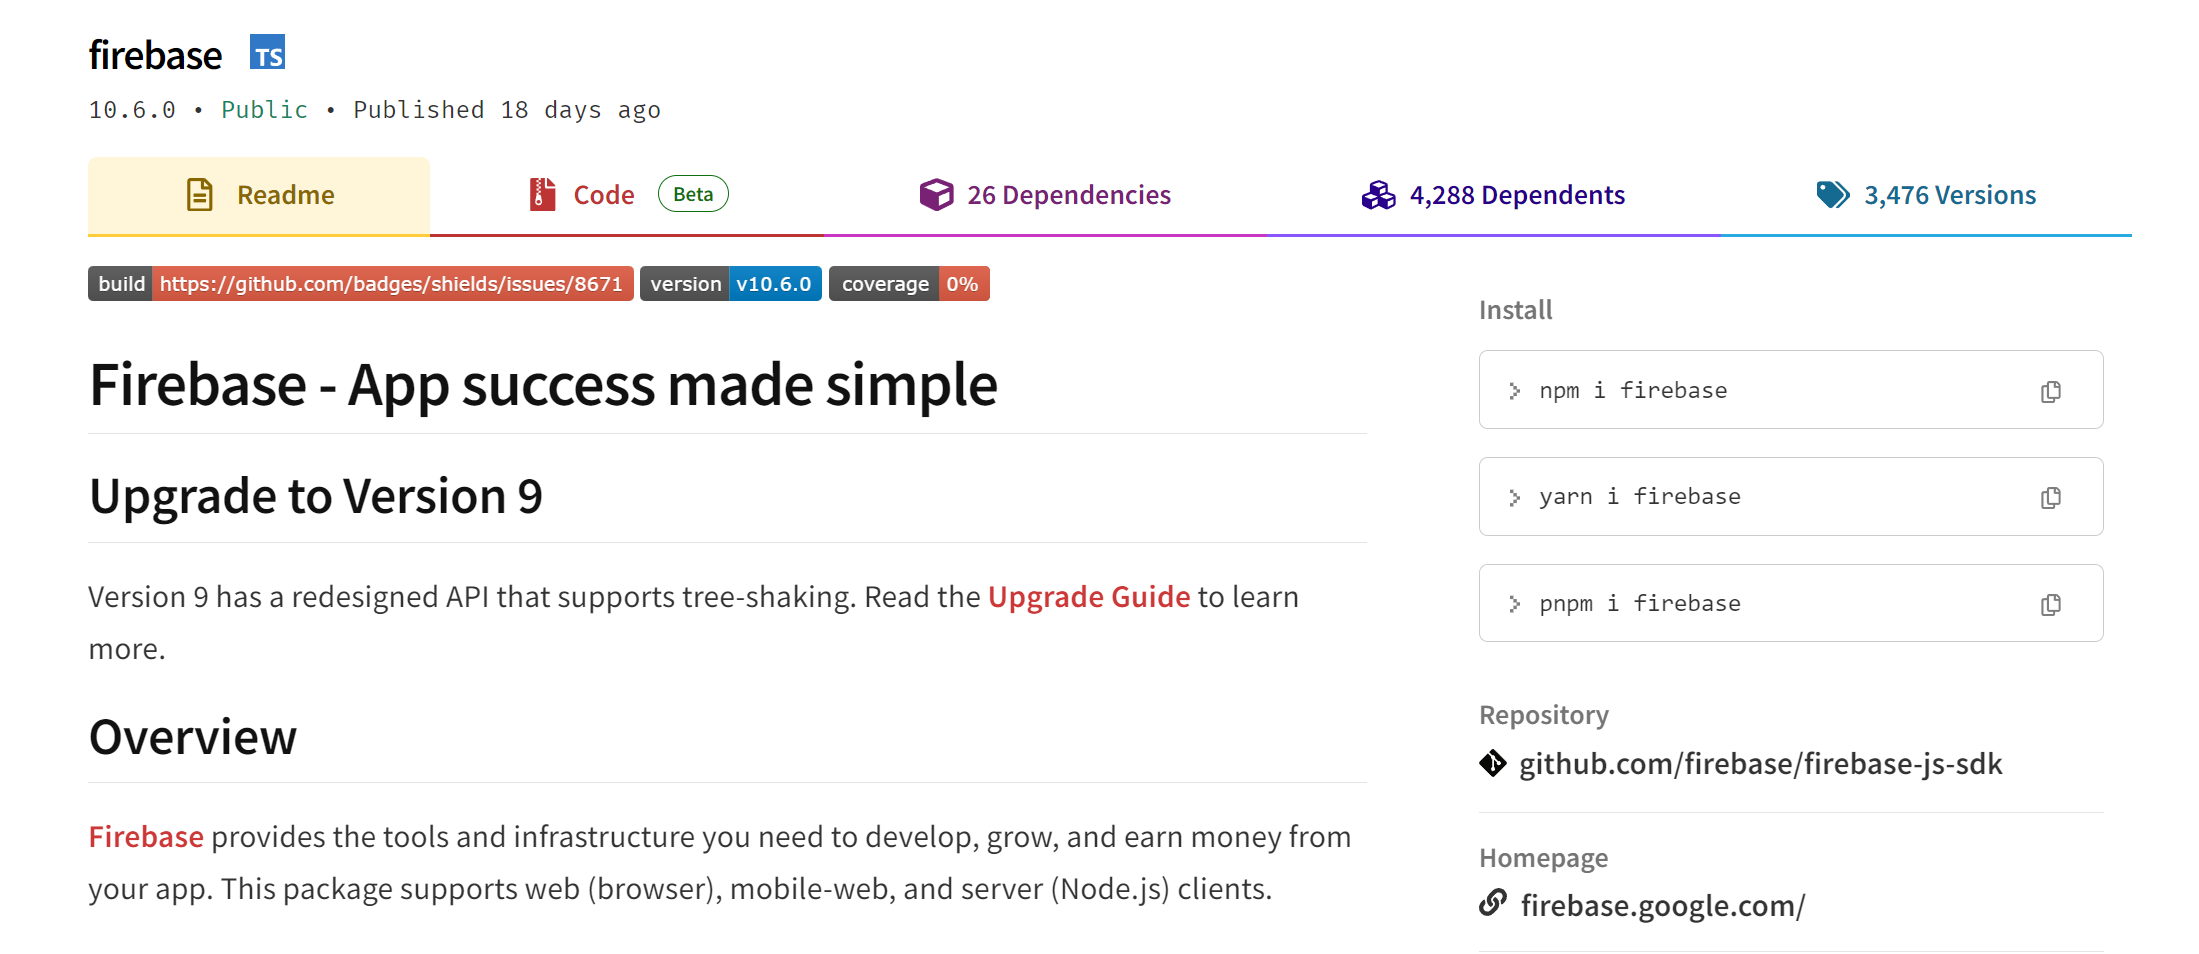 firebase TS
10.6.0 • Public • Published 18 days ago
Readme
Code Beta
26 Dependencies
4,288 Dependents
3,476 Versions
build https://github.com/badges/shields/issues/8671 version v10.6.0 coverage 0%
Firebase - App success made simple
Upgrade to Version 9
Version 9 has a redesigned API that supports tree-shaking. Read the Upgrade Guide to learn
more.
Overview
Firebase provides the tools and infrastructure you need to develop, grow, and earn money from
your app. This package supports web (browser), mobile-web, and server (Node.js) clients.
Install
npm i firebase
yarn i firebase
pnpm i firebase
Repository
github.com/firebase/firebase-js-sdk
Homepage
firebase.google.com/